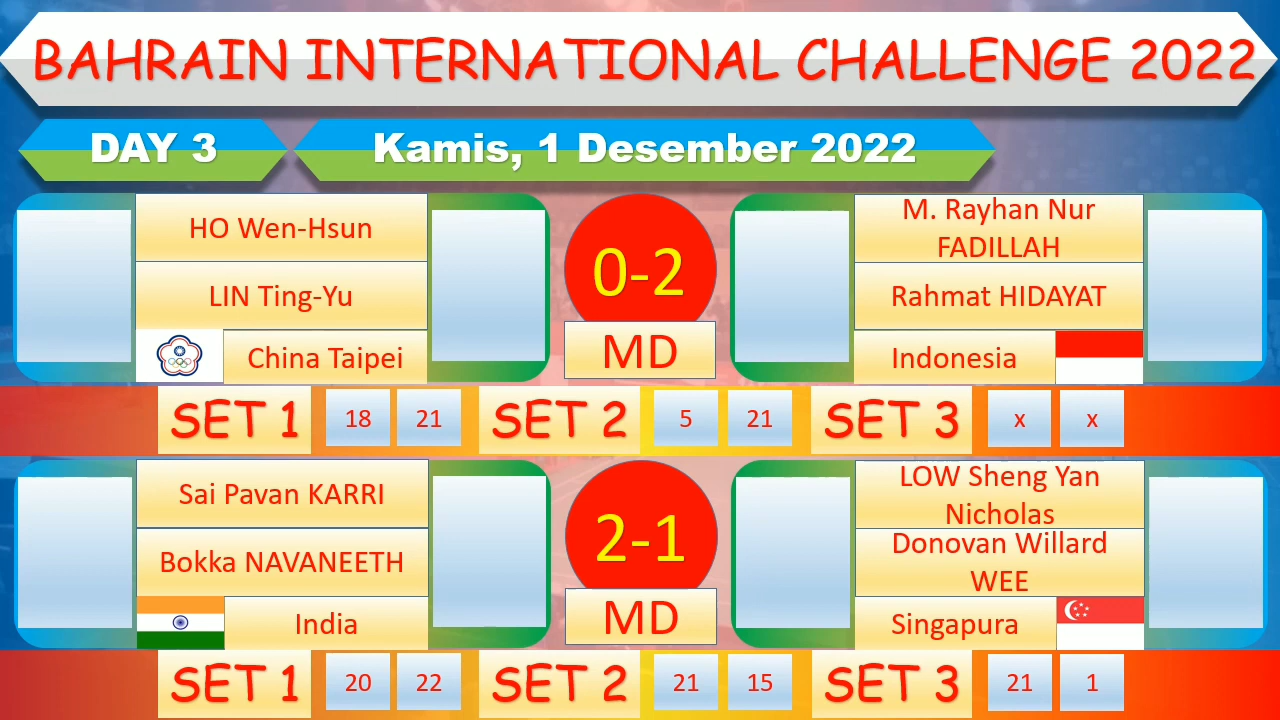 BAHRAIN INTERNATIONAL CHALLENGE 2022
DAY 3
Kamis, 1 Desember 2022
HO Wen-Hsun
LIN Ting-Yu
China Taipei
0-2
MD
M. Rayhan Nur
FADILLAH
Rahmat HIDAYAT
Indonesia
SET 1 18 21 SET 2 5 21 SET 3 x x
Sai Pavan KARRI
Bokka NAVANEETH
India
2-1
MD
LOW Sheng Yan
Nicholas
Donovan Willard
WEE
Singapura
SET 1 20 22 SET 2 21 15 SET 3 21 1